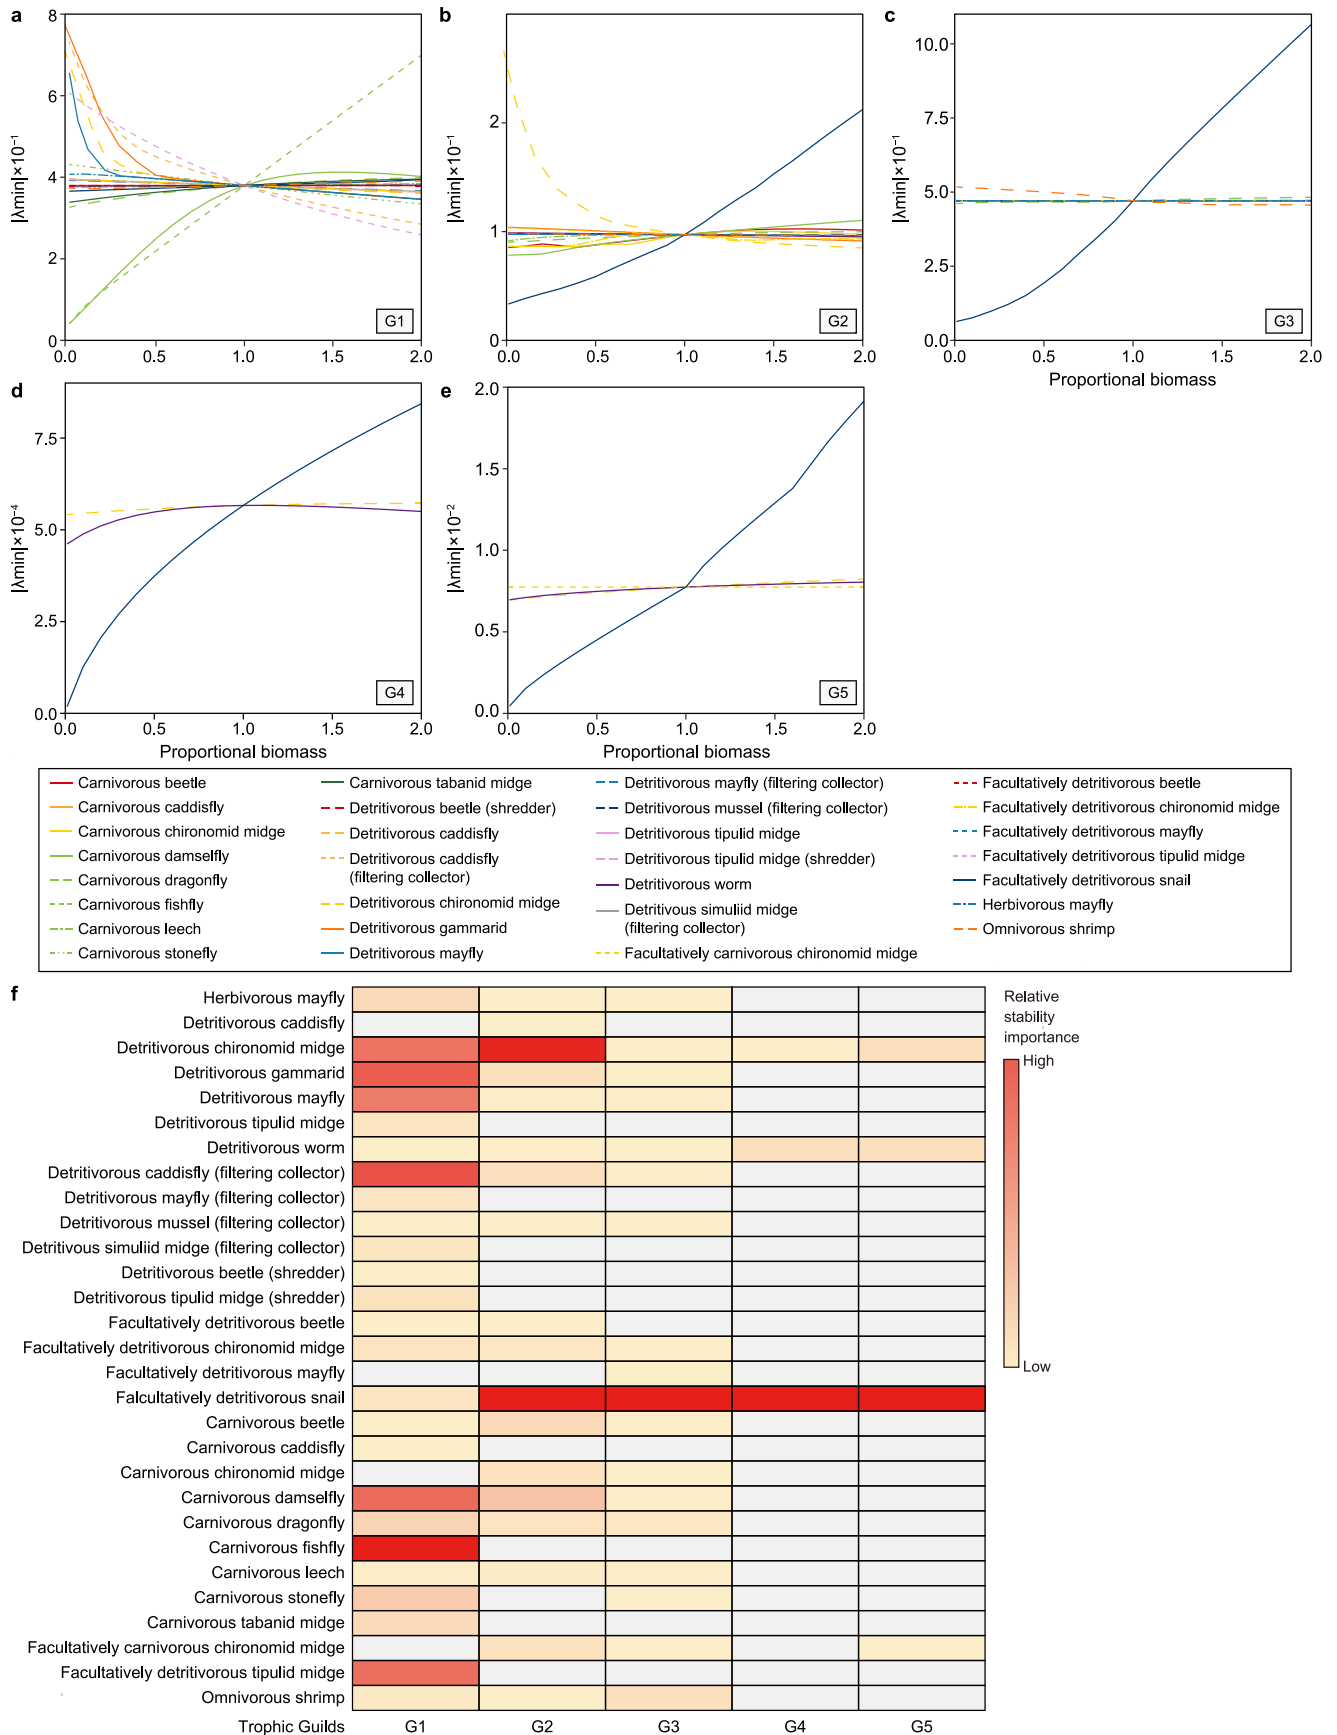 a
b
c
8
6
4
2
0
|λmin|×10⁻¹
0.0
0.5
1.0
1.5
2.0
G1
2
1
0
|λmin|×10⁻¹
0.0
0.5
1.0
1.5
2.0
G2
10.0
7.5
5.0
2.5
0.0
|λmin|×10⁻¹
0.0
0.5
1.0
1.5
2.0
G3
Proportional biomass
d
e
7.5
5.0
2.5
0.0
|λmin|×10⁻⁴
0.0
0.5
1.0
1.5
2.0
G4
Proportional biomass
2.0
1.5
1.0
0.5
0.0
|λmin|×10⁻²
0.0
0.5
1.0
1.5
2.0
G5
Proportional biomass
Carnivorous beetle
Carnivorous caddisfly
Carnivorous chironomid midge
Carnivorous damselfly
Carnivorous dragonfly
Carnivorous fishfly
Carnivorous leech
Carnivorous stonefly
Carnivorous tabanid midge
Detritivorous beetle (shredder)
Detritivorous caddisfly
Detritivorous caddisfly
(filtering collector)
Detritivorous chironomid midge
Detritivorous gammarid
Detritivorous mayfly
Detritivorous mayfly (filtering collector)
Detritivorous mussel (filtering collector)
Detritivorous tipulid midge
Detritivorous tipulid midge (shredder)
Detritivorous worm
Detritivous simuliid midge
(filtering collector)
Facultatively carnivorous chironomid midge
Facultatively detritivorous beetle
Facultatively detritivorous chironomid midge
Facultatively detritivorous mayfly
Facultatively detritivorous tipulid midge
Facultatively detritivorous snail
Herbivorous mayfly
Omnivorous shrimp
f
Herbivorous mayfly
Detritivorous caddisfly
Detritivorous chironomid midge
Detritivorous gammarid
Detritivorous mayfly
Detritivorous tipulid midge
Detritivorous worm
Detritivorous caddisfly (filtering collector)
Detritivorous mayfly (filtering collector)
Detritivorous mussel (filtering collector)
Detritivous simuliid midge (filtering collector)
Detritivorous beetle (shredder)
Detritivorous tipulid midge (shredder)
Facultatively detritivorous beetle
Facultatively detritivorous chironomid midge
Facultatively detritivorous mayfly
Falcultatively detritivorous snail
Carnivorous beetle
Carnivorous caddisfly
Carnivorous chironomid midge
Carnivorous damselfly
Carnivorous dragonfly
Carnivorous fishfly
Carnivorous leech
Carnivorous stonefly
Carnivorous tabanid midge
Facultatively carnivorous chironomid midge
Facultatively detritivorous tipulid midge
Omnivorous shrimp
Trophic Guilds
G1
G2
G3
G4
G5
Relative
stability
importance
High
Low